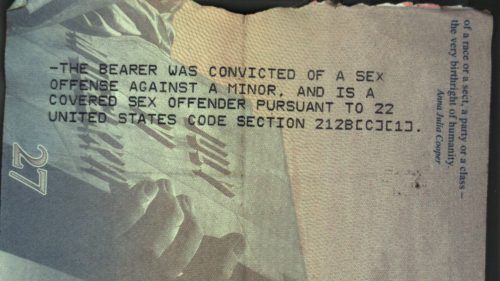 -THE BEARER WAS CONVICTED OF A SEX
OFFENSE AGAINST A MINOR, AND IS A
COVERED SEX OFFENDER PURSUANT TO 22
UNITED STATES CODE SECTION 212B[C][1].
27
of a race or a sect, a party or a class –
the very birthright of humanity.
Anna Julia Cooper